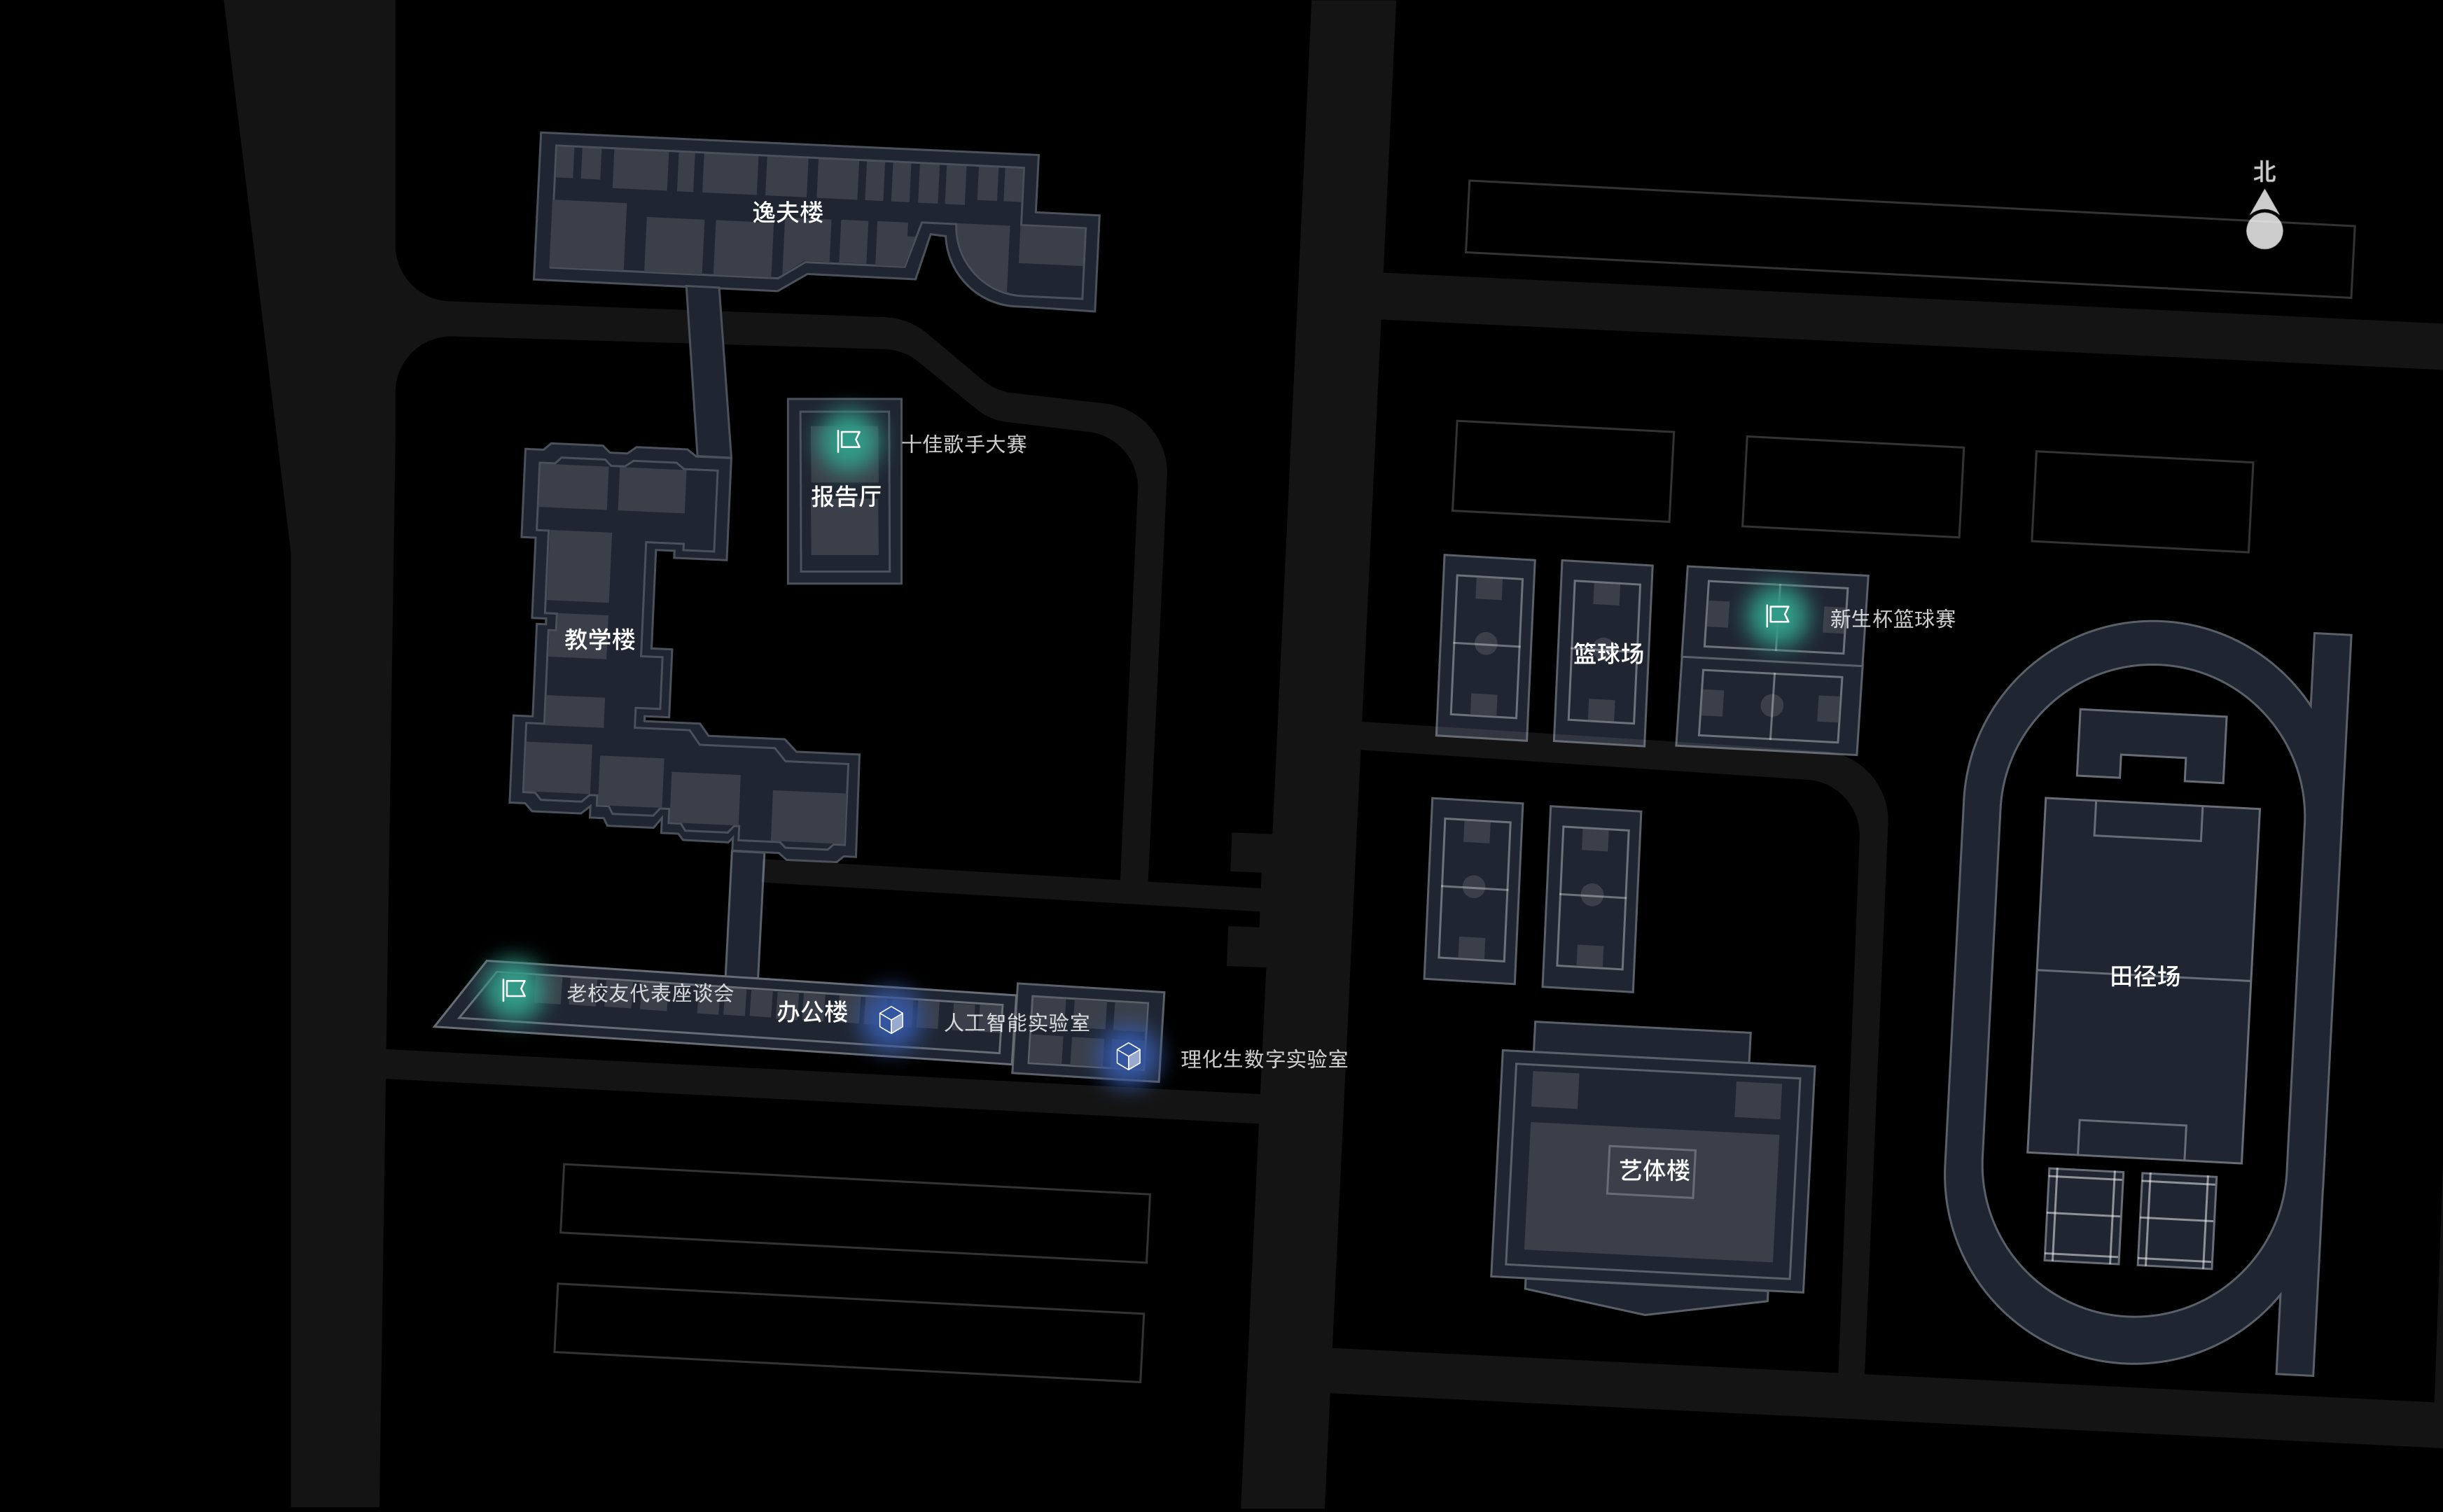 北
逸夫楼
十佳歌手大赛
报告厅
新生杯篮球赛
教学楼
篮球场
田径场
老校友代表座谈会
办公楼
人工智能实验室
理化生数字实验室
艺体楼